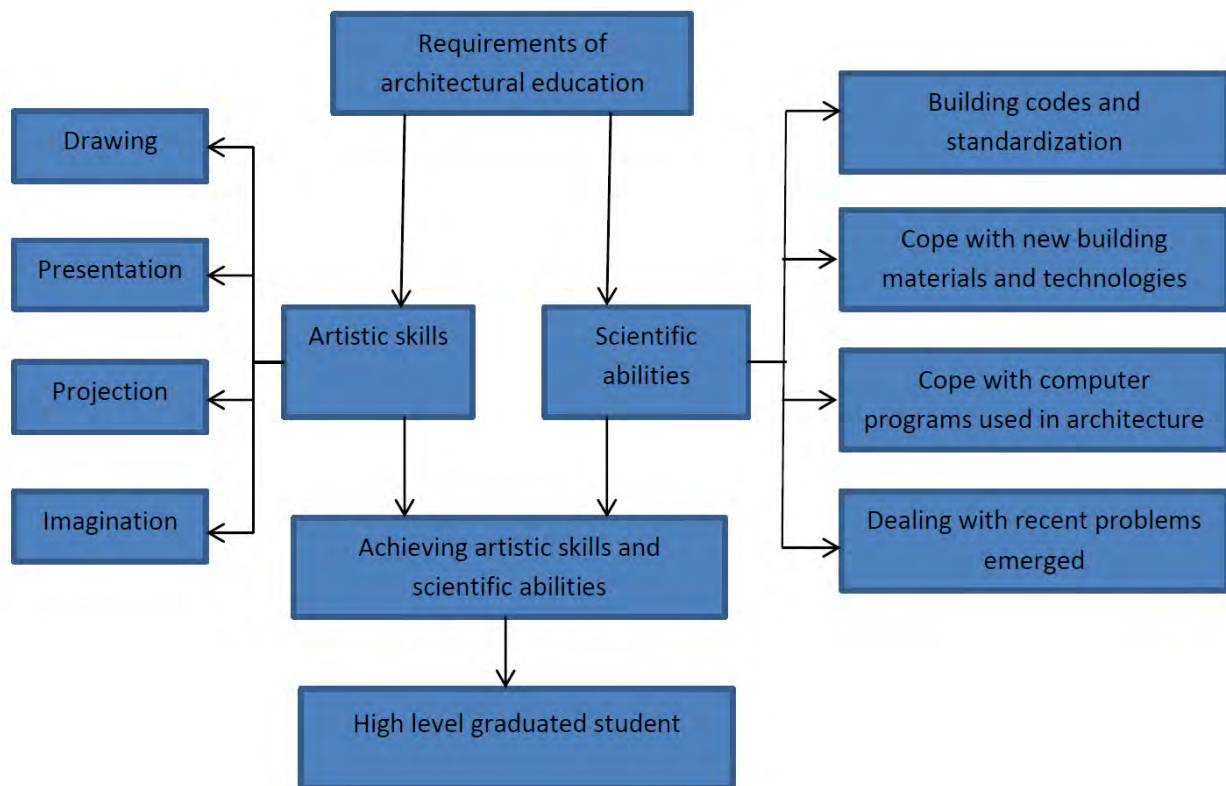 Requirements of
architectural education
Drawing
Presentation
Projection
Imagination
Artistic skills
Scientific
abilities
Building codes and
standardization
Cope with new building
materials and technologies
Cope with computer
programs used in architecture
Dealing with recent problems
emerged
Achieving artistic skills and
scientific abilities
High level graduated student